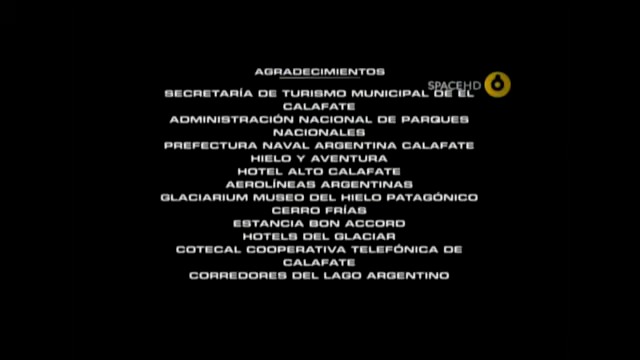 AGRADECIMIENTOS
SPACEHD
SECRETARÍA DE TURISMO MUNICIPAL DE EL
CALAFATE
ADMINISTRACIÓN NACIONAL DE PARQUES
NACIONALES
PREFECTURA NAVAL ARGENTINA CALAFATE
HIELO Y AVENTURA
HOTEL ALTO CALAFATE
AEROLÍNEAS ARGENTINAS
GLACIARIUM MUSEO DEL HIELO PATAGÓNICO
CERRO FRÍAS
ESTANCIA BON ACCORD
HOTELS DEL GLACIAR
COTECAL COOPERATIVA TELEFÓNICA DE
CALAFATE
CORREDORES DEL LAGO ARGENTINO